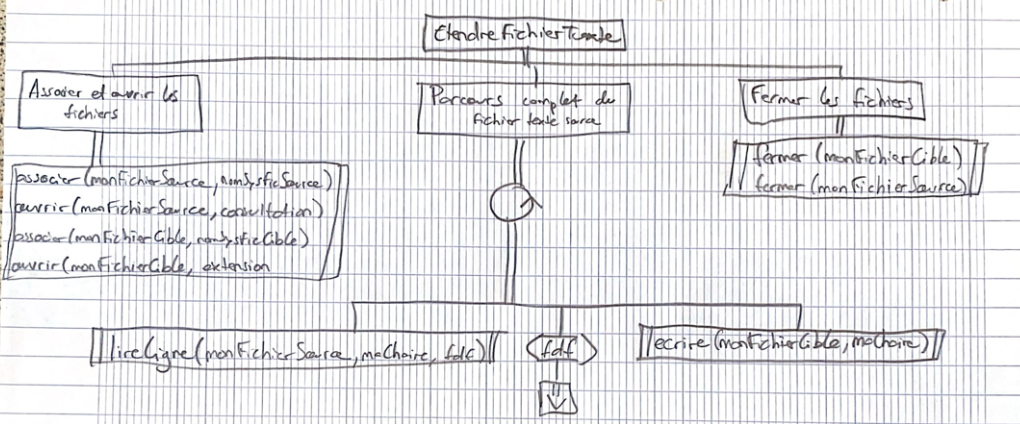 EtendreFichierTexte
Associer et ouvrir les
fichiers
Parcours complet du
fichier texte source
Fermer les fichiers
fermer (monFichierCible)
fermer (monFichierSource)
associer (monFichierSource, nomSysficSource)
ouvrir (monFichierSource, consultation)
associer (monFichierCible, nomSysficCible)
ouvrir (monFichierCible, extension
lireLigne (monFichierSource, maChaine, fdf)
fdf
ecrire (monFichierCible, maChaine)